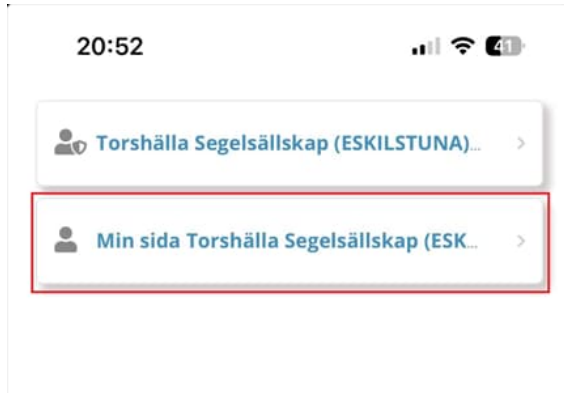 20:52
41
Torshälla Segelsällskap (ESKILSTUNA)...
Min sida Torshälla Segelsällskap (ESK...